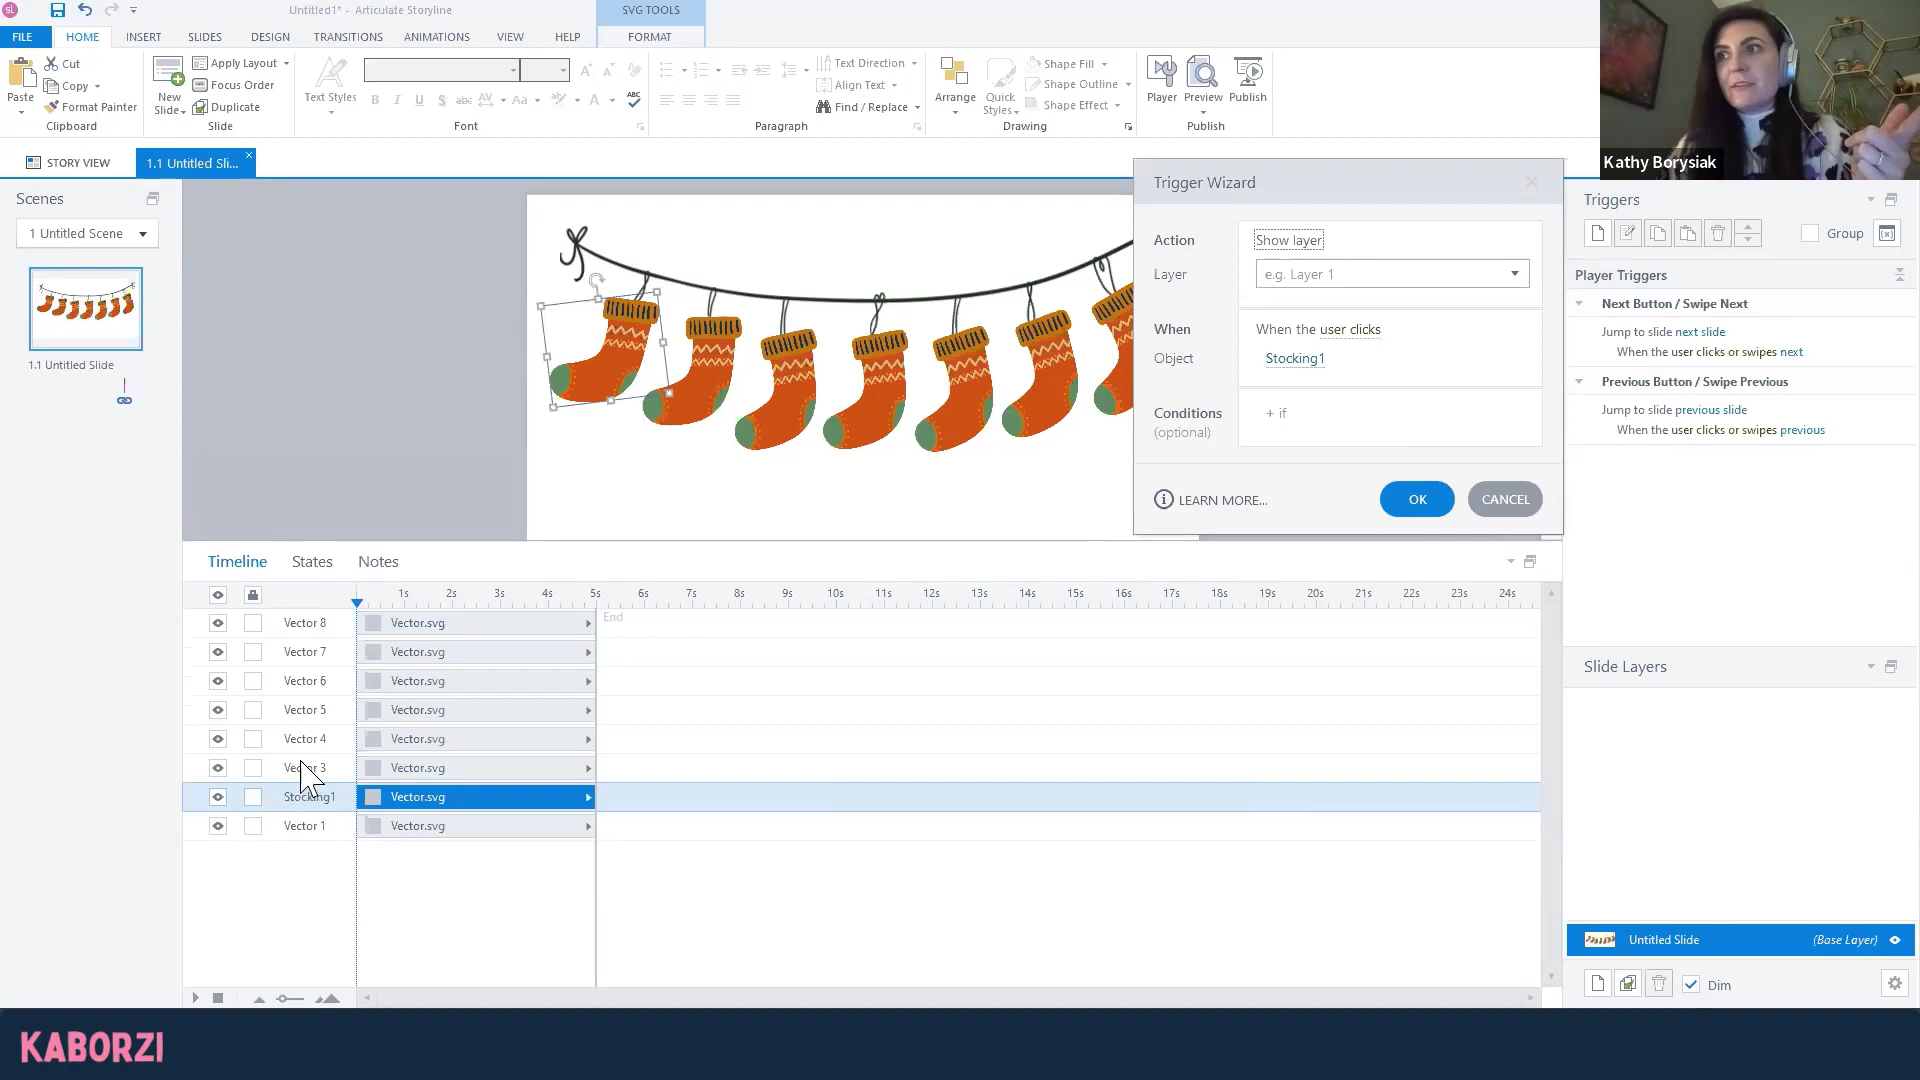 Untitled1* - Articulate Storyline
SVG TOOLS
FILE HOME INSERT SLIDES DESIGN TRANSITIONS ANIMATIONS VIEW HELP FORMAT
Paste
Cut
Copy
Format Painter
Clipboard
New Slide
Apply Layout
Focus Order
Duplicate
Slide
Text Styles
B I U S abc AV Aa A
ABC
Font
Text Direction
Align Text
Find / Replace
Paragraph
Arrange
Quick Styles
Shape Fill
Shape Outline
Shape Effect
Drawing
Player
Preview
Publish
Publish
Kathy Borysiak
STORY VIEW
1.1 Untitled Sli...
Scenes
1 Untitled Scene
1.1 Untitled Slide
Trigger Wizard
Action Show layer
Layer e.g. Layer 1
When When the user clicks
Object Stocking1
Conditions + if
(optional)
LEARN MORE...
OK
CANCEL
Triggers
Group
Player Triggers
Next Button / Swipe Next
Jump to slide next slide
When the user clicks or swipes next
Previous Button / Swipe Previous
Jump to slide previous slide
When the user clicks or swipes previous
Timeline States Notes
1s 2s 3s 4s 5s 6s 7s 8s 9s 10s 11s 12s 13s 14s 15s 16s 17s 18s 19s 20s 21s 22s 23s 24s
End
Vector 8 Vector.svg
Vector 7 Vector.svg
Vector 6 Vector.svg
Vector 5 Vector.svg
Vector 4 Vector.svg
Vector 3 Vector.svg
Stocking1 Vector.svg
Vector 1 Vector.svg
Slide Layers
Untitled Slide (Base Layer)
Dim
KABORZI